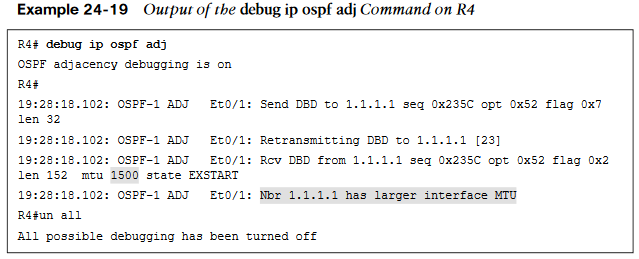 Example 24-19 Output of the debug ip ospf adj Command on R4
R4# debug ip ospf adj
OSPF adjacency debugging is on
R4#
19:28:18.102: OSPF-1 ADJ   Et0/1: Send DBD to 1.1.1.1 seq 0x235C opt 0x52 flag 0x7
len 32
19:28:18.102: OSPF-1 ADJ   Et0/1: Retransmitting DBD to 1.1.1.1 [23]
19:28:18.102: OSPF-1 ADJ   Et0/1: Rcv DBD from 1.1.1.1 seq 0x235C opt 0x52 flag 0x2
len 152  mtu 1500 state EXSTART
19:28:18.102: OSPF-1 ADJ   Et0/1: Nbr 1.1.1.1 has larger interface MTU
R4#un all
All possible debugging has been turned off